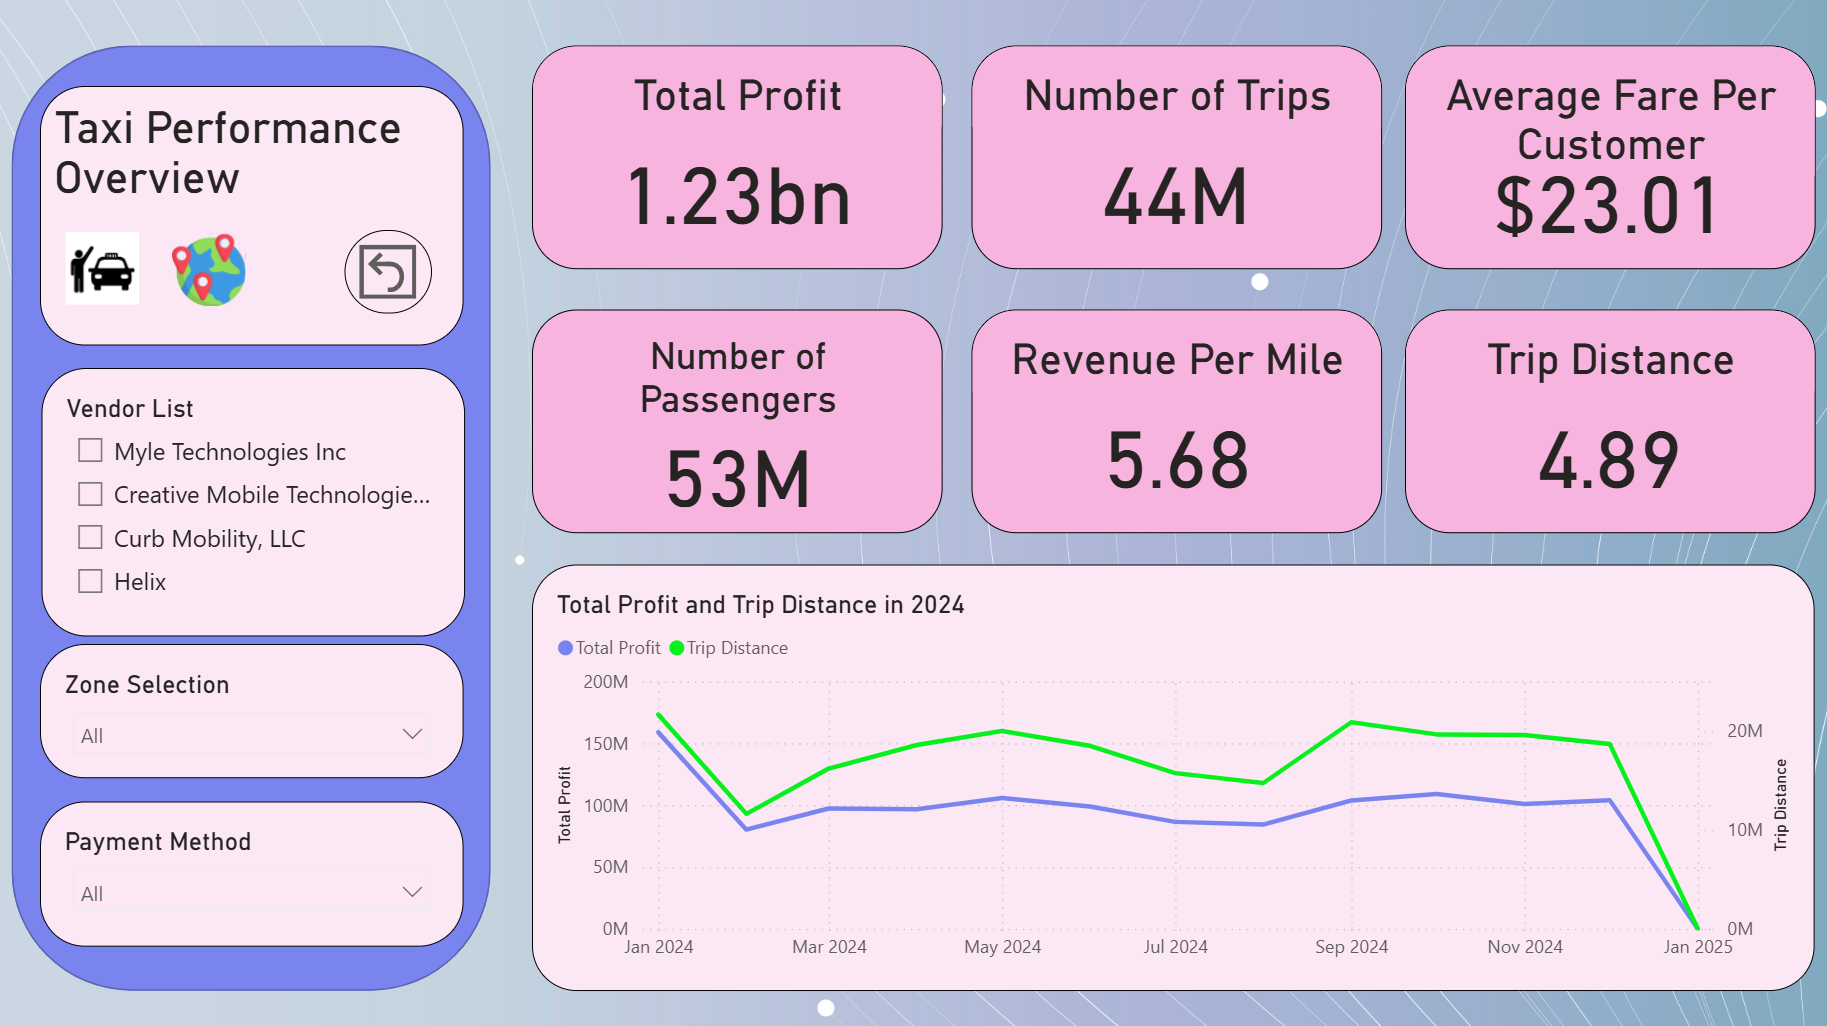 Taxi Performance
Overview
Vendor List
Myle Technologies Inc
Creative Mobile Technologie...
Curb Mobility, LLC
Helix
Zone Selection
All
Payment Method
All
Total Profit
1.23bn
Number of Trips
44M
Average Fare Per
Customer
$23.01
Number of
Passengers
53M
Revenue Per Mile
5.68
Trip Distance
4.89
Total Profit and Trip Distance in 2024
Total Profit Trip Distance
200M
150M
100M
50M
0M
Total Profit
20M
10M
0M
Trip Distance
Jan 2024 Mar 2024 May 2024 Jul 2024 Sep 2024 Nov 2024 Jan 2025